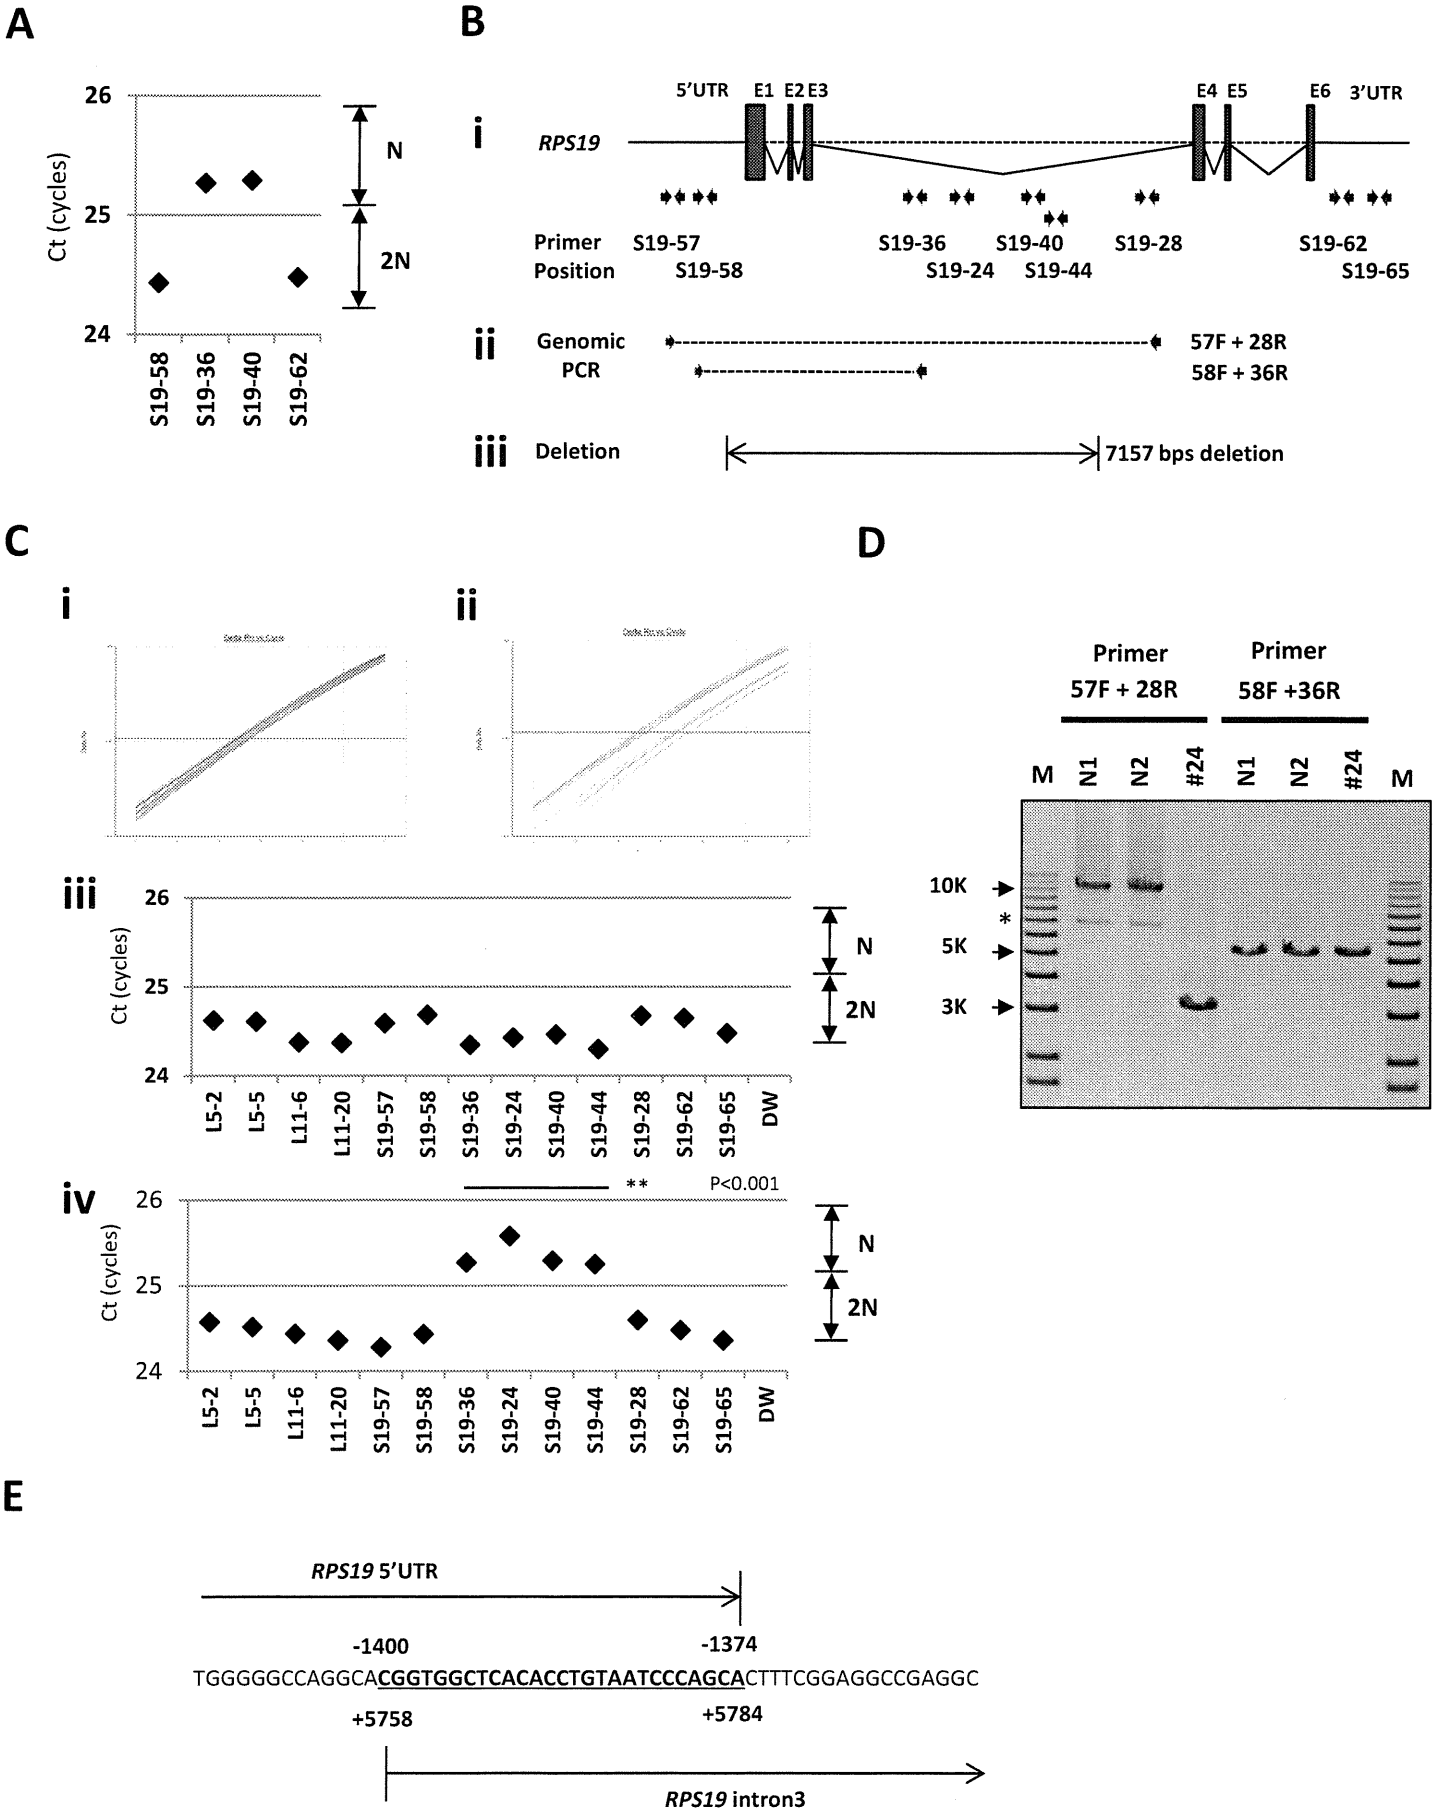 A
26
25
24
Ct (cycles)
N
2N
S19-58
S19-36
S19-40
S19-62
B
i
RPS19
5'UTR
E1
E2
E3
E4
E5
E6
3'UTR
Primer
Position
S19-57
S19-36
S19-40
S19-28
S19-62
S19-58
S19-24
S19-44
S19-65
ii
Genomic
PCR
57F + 28R
58F + 36R
iii
Deletion
7157 bps deletion
C
i
ii
iii
26
25
24
Ct (cycles)
N
2N
L5-2
L5-5
L11-6
L11-20
S19-57
S19-58
S19-36
S19-24
S19-40
S19-44
S19-28
S19-62
S19-65
DW
iv
** P<0.001
26
25
24
Ct (cycles)
N
2N
L5-2
L5-5
L11-6
L11-20
S19-57
S19-58
S19-36
S19-24
S19-40
S19-44
S19-28
S19-62
S19-65
DW
D
Primer
57F + 28R
Primer
58F +36R
M
N1
N2
#24
N1
N2
#24
M
10K
*
5K
3K
E
RPS19 5'UTR
-1400
-1374
TGGGGGCCAGGCACGGTGGCTCACACCTGTAATCCCAGCACTTTCGGAGGCCGAGGC
+5758
+5784
RPS19 intron3